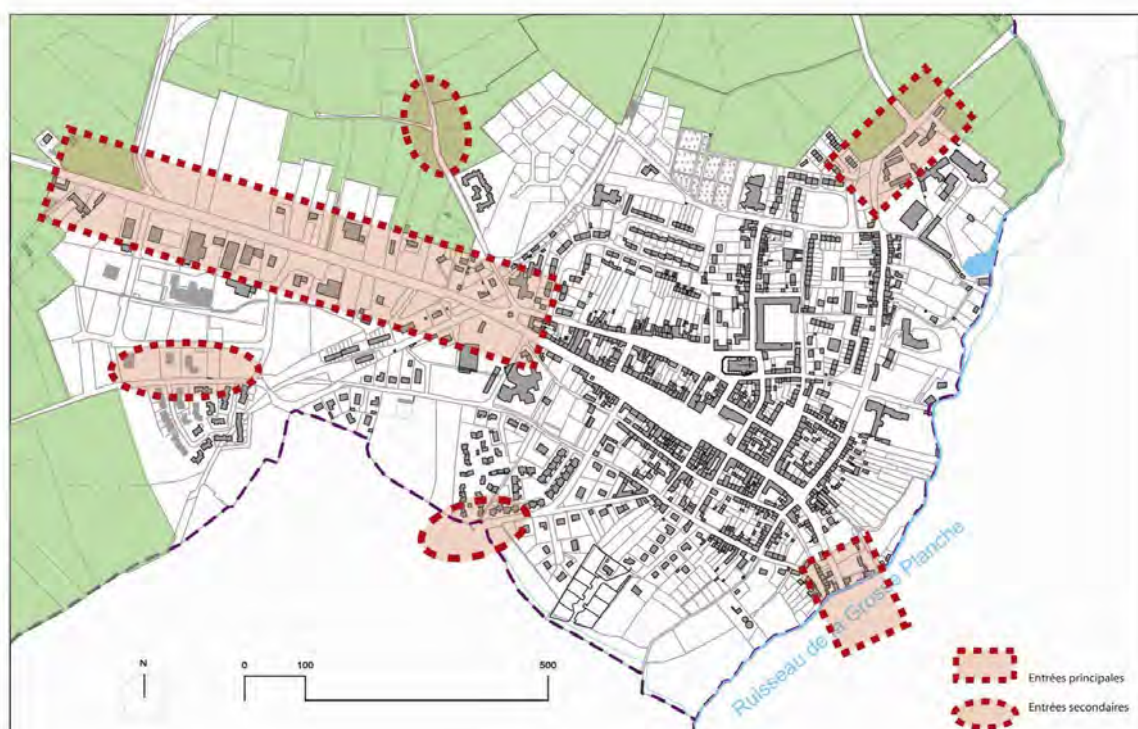 Ruisseau de la Grosse Planche
N
0 100 500
Entrées principales
Entrées secondaires